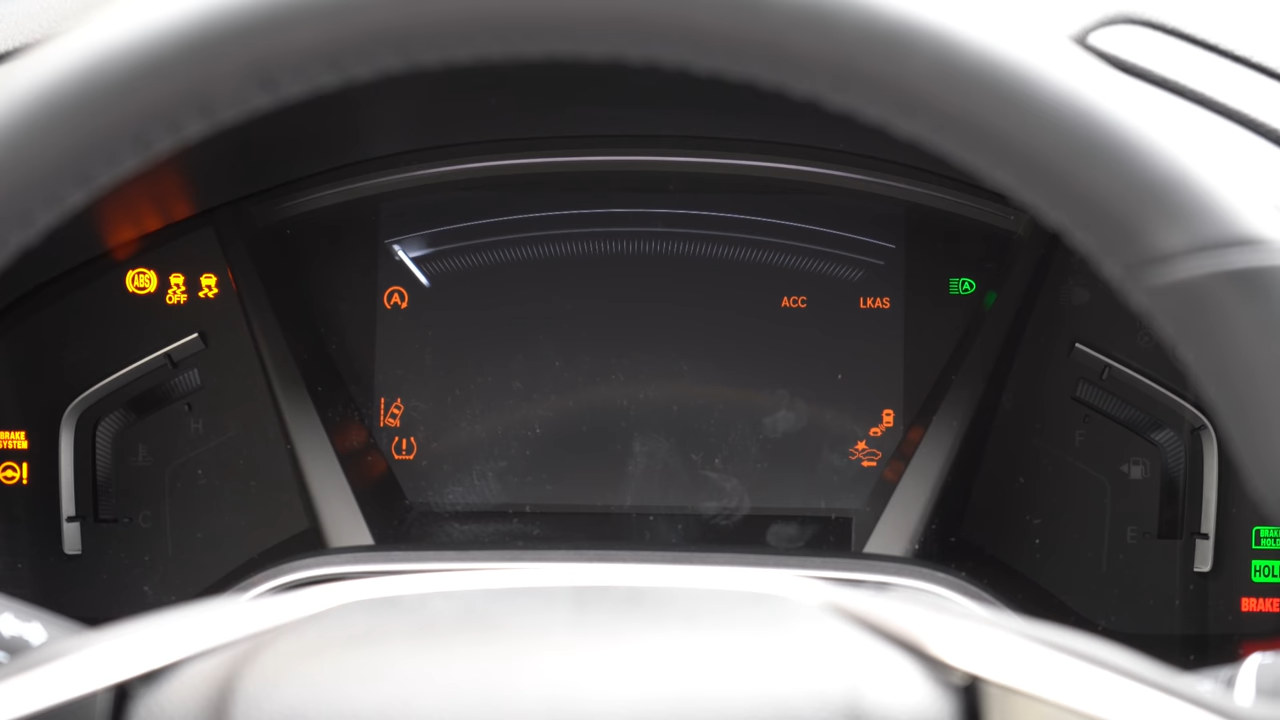 ABS
OFF
A
ACC
LKAS
A
H
F
BRAKE
SYSTEM
!
!
C
E
BRAKE
HOLD
HOLD
BRAKE